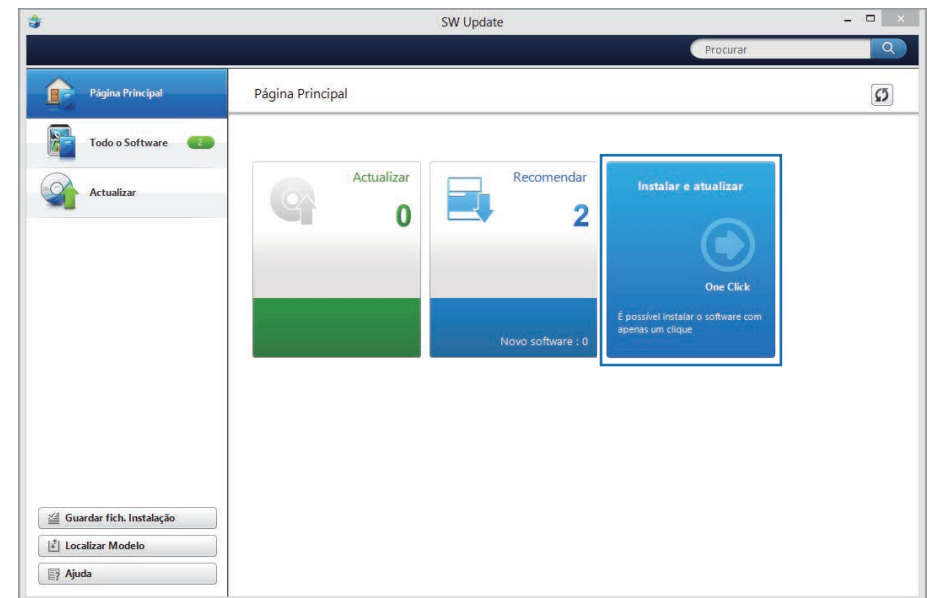 SW Update
Procurar
Página Principal
Todo o Software 2
Actualizar
Página Principal
Actualizar
0
Recomendar
2
Novo software : 0
Instalar e atualizar
One Click
É possível instalar o software com
apenas um clique
Guardar fich. Instalação
Localizar Modelo
Ajuda